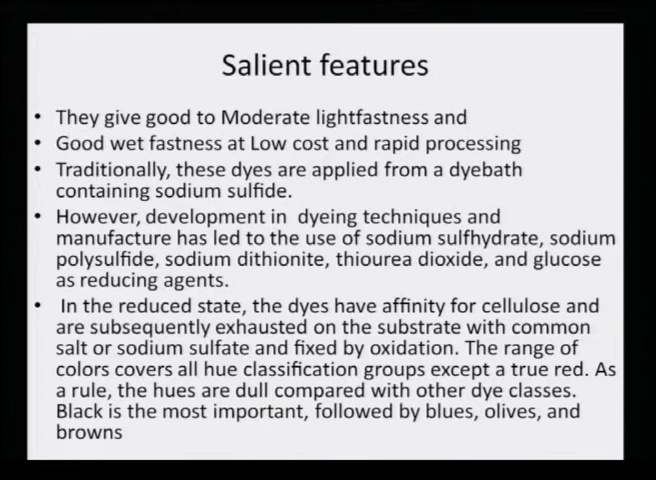 Salient features
• They give good to Moderate lightfastness and
• Good wet fastness at Low cost and rapid processing
• Traditionally, these dyes are applied from a dyebath
containing sodium sulfide.
• However, development in dyeing techniques and
manufacture has led to the use of sodium sulfhydrate, sodium
polysulfide, sodium dithionite, thiourea dioxide, and glucose
as reducing agents.
• In the reduced state, the dyes have affinity for cellulose and
are subsequently exhausted on the substrate with common
salt or sodium sulfate and fixed by oxidation. The range of
colors covers all hue classification groups except a true red. As
a rule, the hues are dull compared with other dye classes.
Black is the most important, followed by blues, olives, and
browns